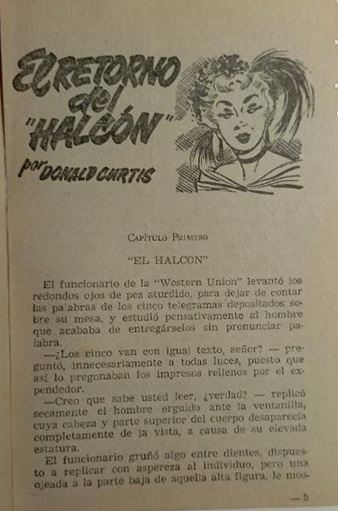 EL RETORNO
del
"HALCÓN"
por DONALD CURTIS
CAPÍTULO PRIMERO
"EL HALCON"
El funcionario de la "Western Union" levantó los
redondos ojos de pez aturdido, para dejar de contar
las palabras de los cinco telegramas depositados so-
bre su mesa, y estudió pensativamente al hombre
que acababa de entregárselos sin pronunciar pa-
labra.
—¿Los cinco van con igual texto, señor? — pre-
guntó, innecesariamente a todas luces, puesto que
así lo pregonaban los impresos rellenos por el ex-
pendedor.
—Creo que sabe usted leer, ¿verdad? — replicó
secamente el hombre erguido ante la ventanilla,
cuya cabeza y parte superior del cuerpo desaparecía
completamente de la vista, a causa de su elevada
estatura.
El funcionario gruñó algo entre dientes, dispues-
to a replicar con aspereza al individuo, pero una
ojeada a la parte baja de aquella alta figura, le mos-
— 5